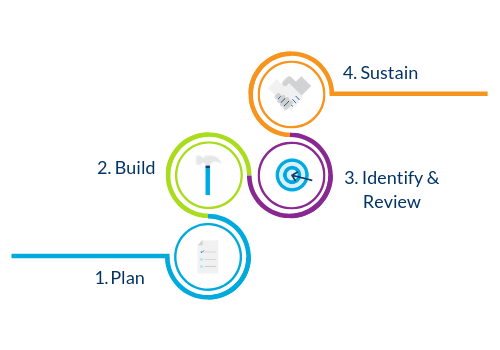 4. Sustain
2. Build
3. Identify &
Review
1. Plan